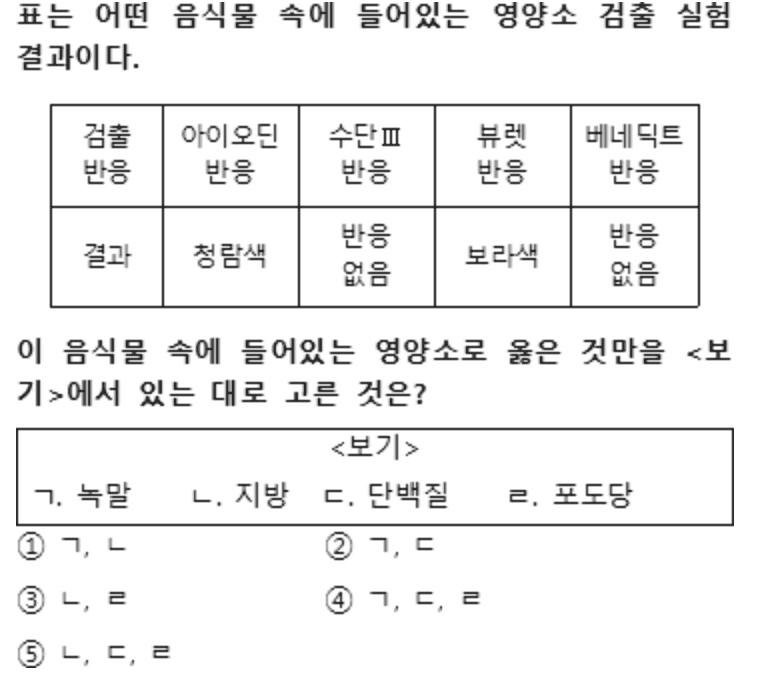 표는 어떤 음식물 속에 들어있는 영양소 검출 실험
결과이다.
검출 반응 아이오딘 반응 수단Ⅲ 반응 뷰렛 반응 베네딕트 반응
결과 청람색 반응 없음 보라색 반응 없음
이 음식물 속에 들어있는 영양소로 옳은 것만을 <보
기>에서 있는 대로 고른 것은?
<보기>
ㄱ. 녹말 ㄴ. 지방 ㄷ. 단백질 ㄹ. 포도당
① ㄱ, ㄴ ② ㄱ, ㄷ
③ ㄴ, ㄹ ④ ㄱ, ㄷ, ㄹ
⑤ ㄴ, ㄷ, ㄹ